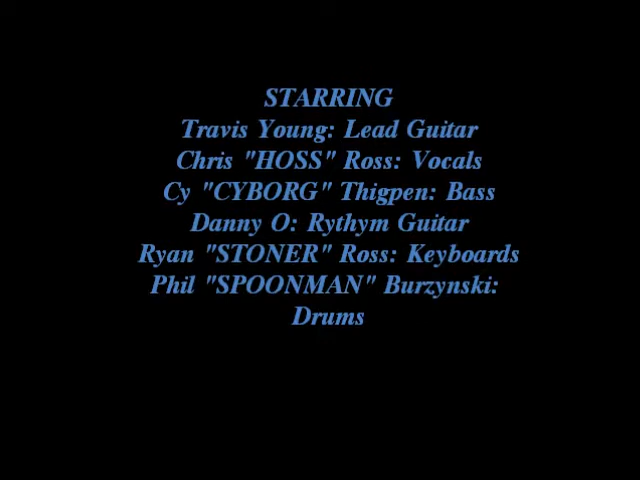 STARRING
Travis Young: Lead Guitar
Chris "HOSS" Ross: Vocals
Cy "CYBORG" Thigpen: Bass
Danny O: Rythym Guitar
Ryan "STONER" Ross: Keyboards
Phil "SPOONMAN" Burzynski:
Drums